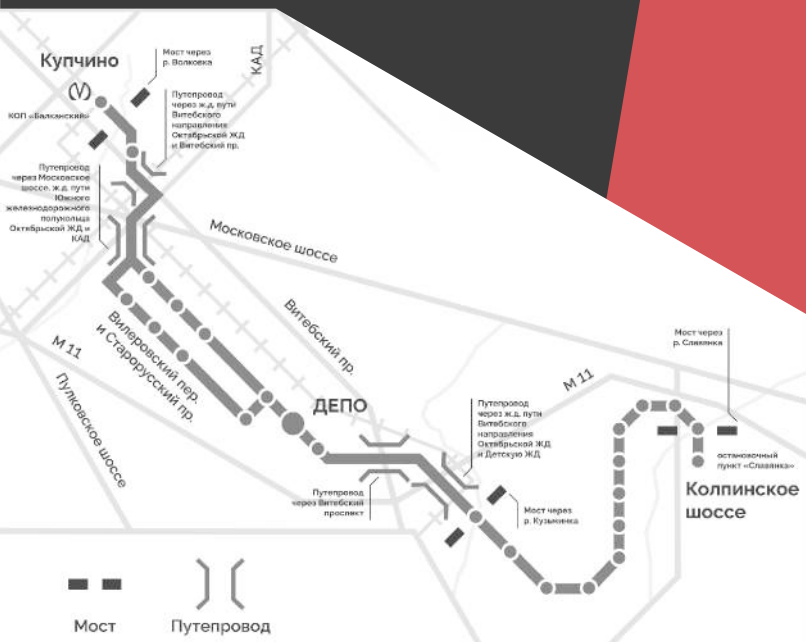 Купчино
(V)
КОП «Балканский»
Мост через
р. Волковка
КАД
Путепровод
через ж.д. пути
Витебского
направления
Октябрьской ЖД
и Витебский пр.
Путепровод
через Московское
шоссе, ж.д. пути
Южного
железнодорожного
полукольца
Октябрьской ЖД и
КАД
Московское шоссе
Витебский пр.
М 11
Вилеровский пер.
и Старорусский пр.
Пулковское шоссе
ДЕПО
М 11
Мост через
р. Славянка
Путепровод
через ж.д. пути
Витебского
направления
Октябрьской ЖД
и Детскую ЖД
остановочный
пункт «Славянка»
Колпинское
шоссе
Путепровод
через Витебский
проспект
Мост через
р. Кузьминка
Мост
Путепровод